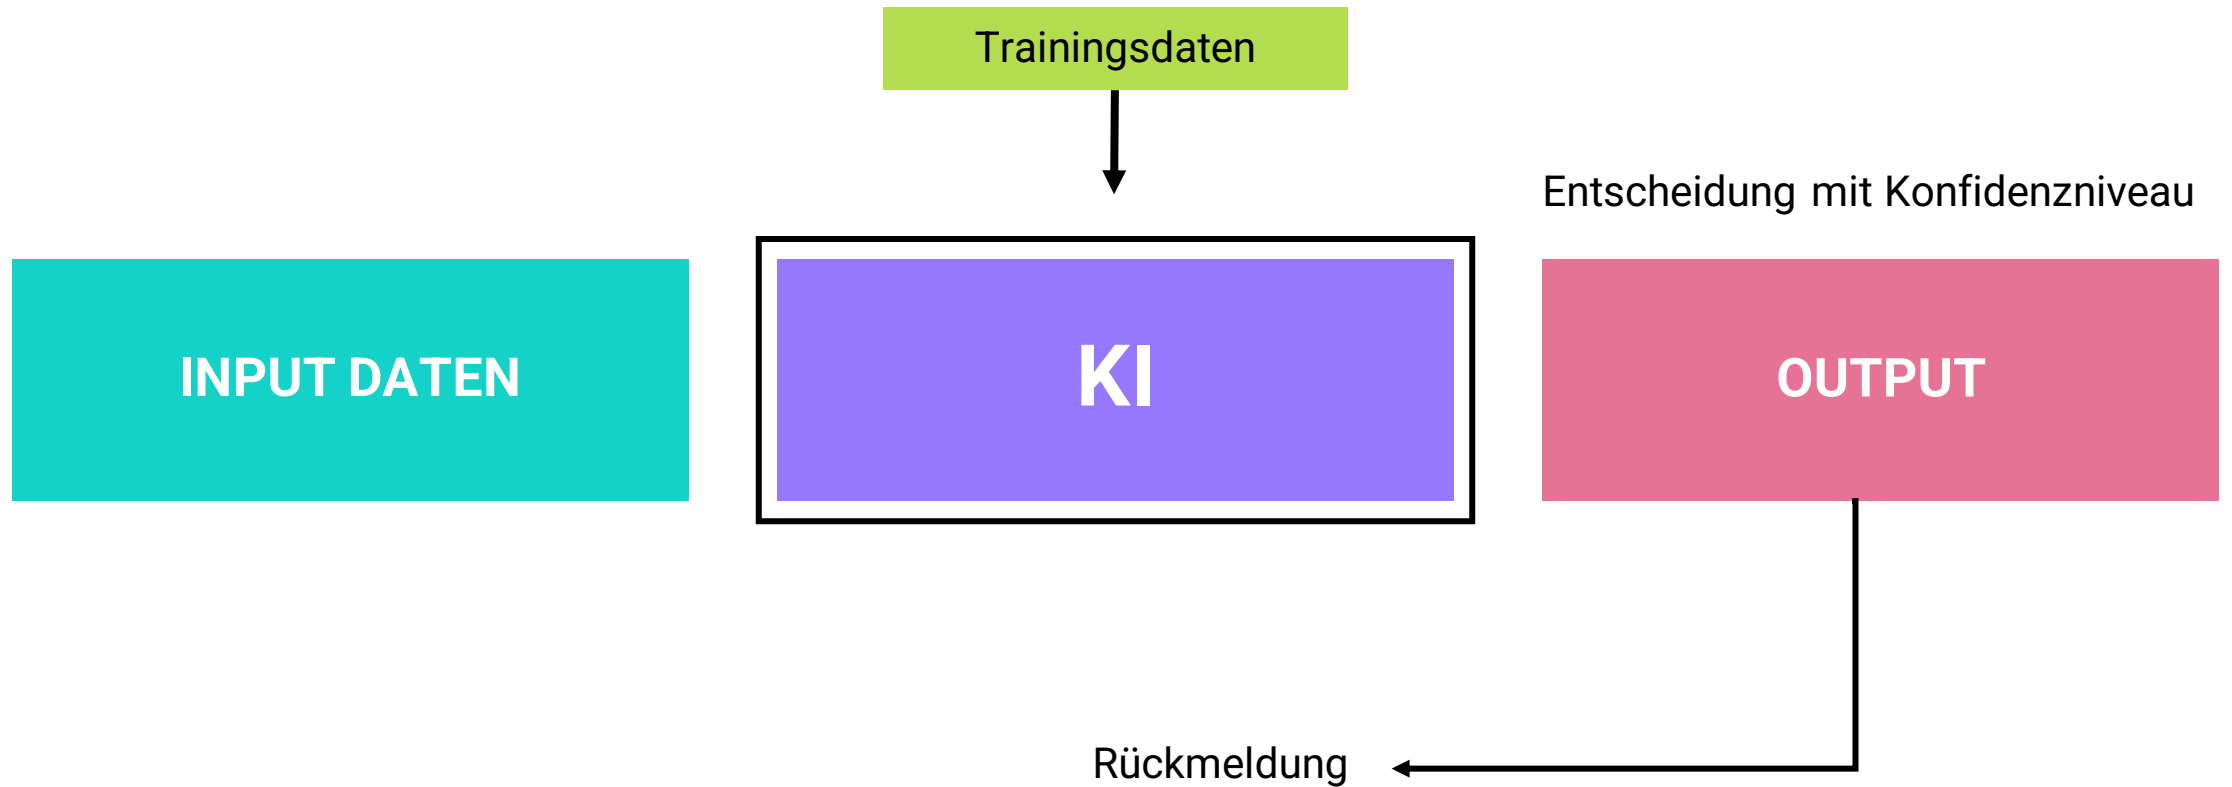 Trainingsdaten
Entscheidung mit Konfidenzniveau
INPUT DATEN
KI
OUTPUT
Rückmeldung